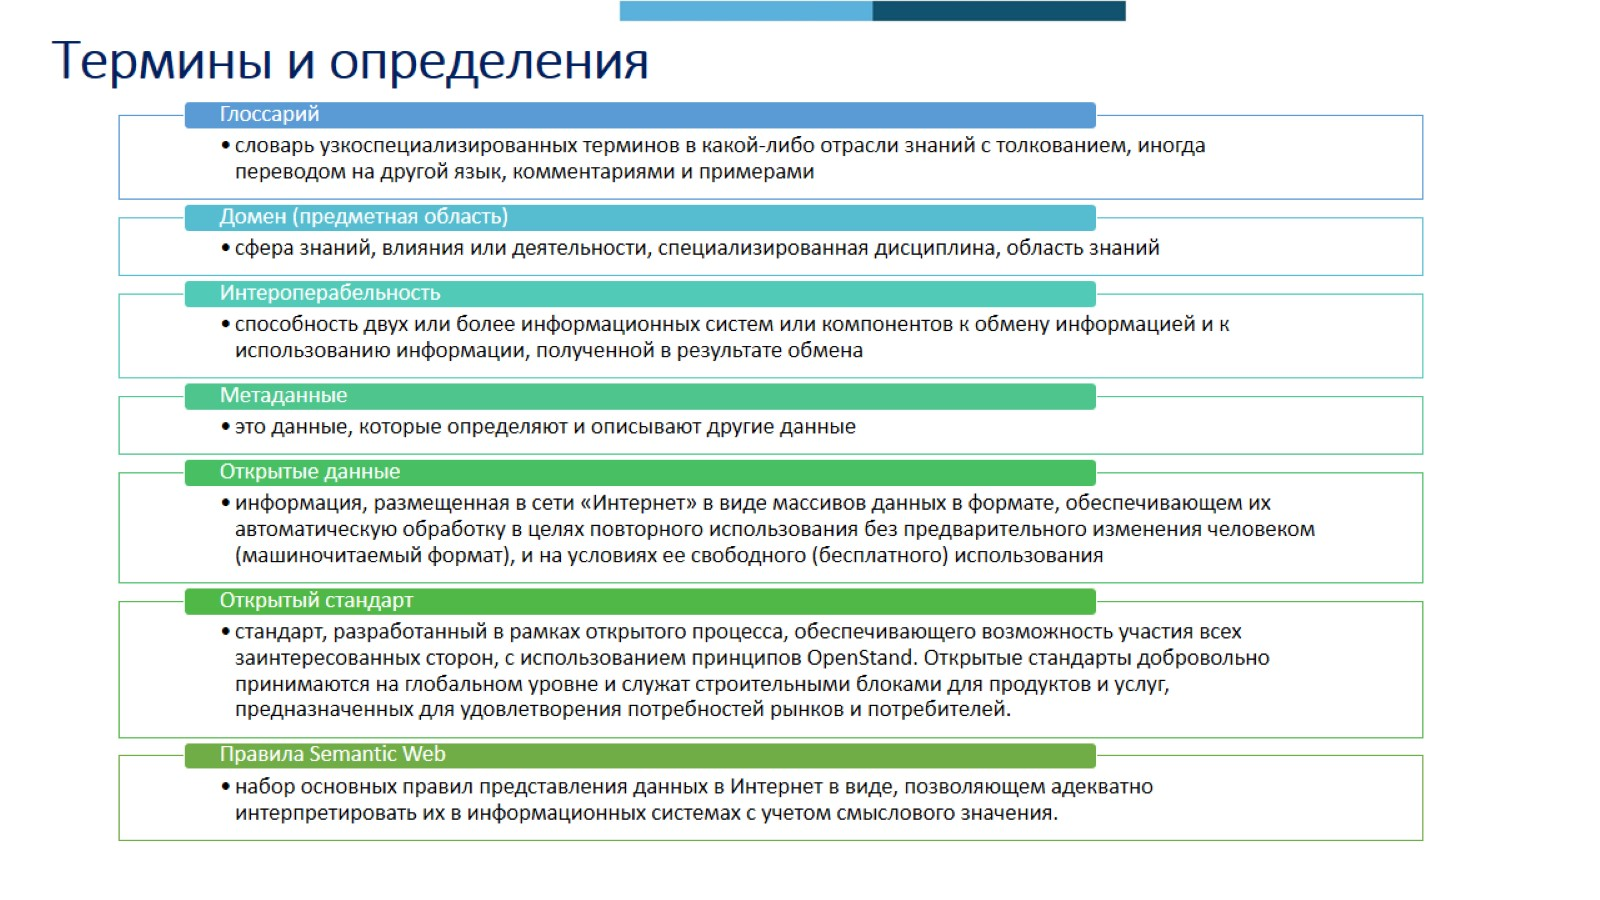 Термины и определения
Глоссарий
• словарь узкоспециализированных терминов в какой-либо отрасли знаний с толкованием, иногда
переводом на другой язык, комментариями и примерами
Домен (предметная область)
• сфера знаний, влияния или деятельности, специализированная дисциплина, область знаний
Интероперабельность
• способность двух или более информационных систем или компонентов к обмену информацией и к
использованию информации, полученной в результате обмена
Метаданные
• это данные, которые определяют и описывают другие данные
Открытые данные
• информация, размещенная в сети «Интернет» в виде массивов данных в формате, обеспечивающем их
автоматическую обработку в целях повторного использования без предварительного изменения человеком
(машиночитаемый формат), и на условиях ее свободного (бесплатного) использования
Открытый стандарт
• стандарт, разработанный в рамках открытого процесса, обеспечивающего возможность участия всех
заинтересованных сторон, с использованием принципов OpenStand. Открытые стандарты добровольно
принимаются на глобальном уровне и служат строительными блоками для продуктов и услуг,
предназначенных для удовлетворения потребностей рынков и потребителей.
Правила Semantic Web
• набор основных правил представления данных в Интернет в виде, позволяющем адекватно
интерпретировать их в информационных системах с учетом смыслового значения.